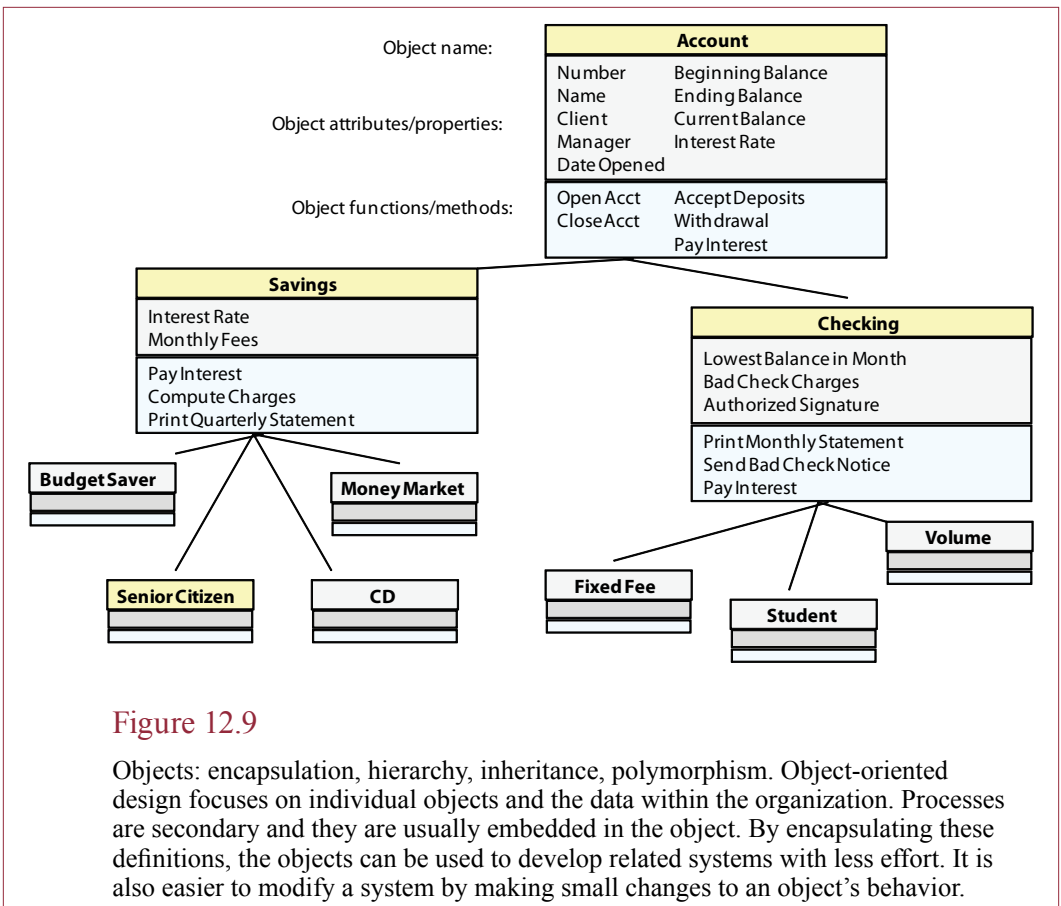 Object name:
Account
Object attributes/properties:
Number Beginning Balance
Name Ending Balance
Client Current Balance
Manager Interest Rate
Date Opened
Object functions/methods:
Open Acct Accept Deposits
Close Acct Withdrawal
Pay Interest
Savings
Interest Rate
Monthly Fees
Pay Interest
Compute Charges
Print Quarterly Statement
Checking
Lowest Balance in Month
Bad Check Charges
Authorized Signature
Print Monthly Statement
Send Bad Check Notice
Pay Interest
Budget Saver
Money Market
Senior Citizen
CD
Fixed Fee
Student
Volume
Figure 12.9
Objects: encapsulation, hierarchy, inheritance, polymorphism. Object-oriented
design focuses on individual objects and the data within the organization. Processes
are secondary and they are usually embedded in the object. By encapsulating these
definitions, the objects can be used to develop related systems with less effort. It is
also easier to modify a system by making small changes to an object's behavior.